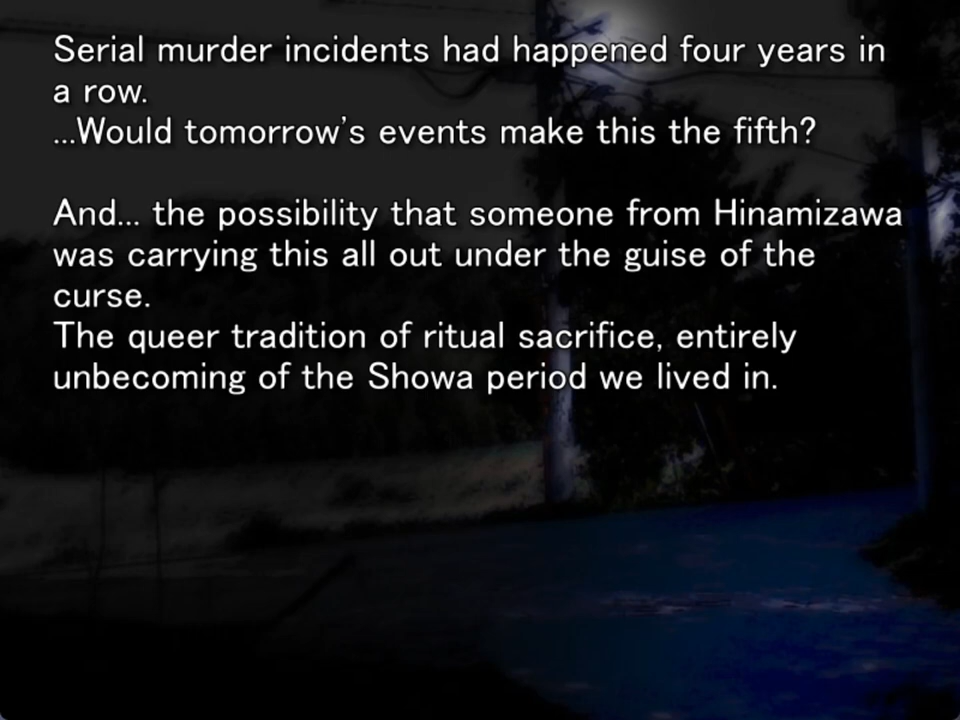 Serial murder incidents had happened four years in
a row.
...Would tomorrow's events make this the fifth?
And... the possibility that someone from Hinamizawa
was carrying this all out under the guise of the
curse.
The queer tradition of ritual sacrifice, entirely
unbecoming of the Showa period we lived in.